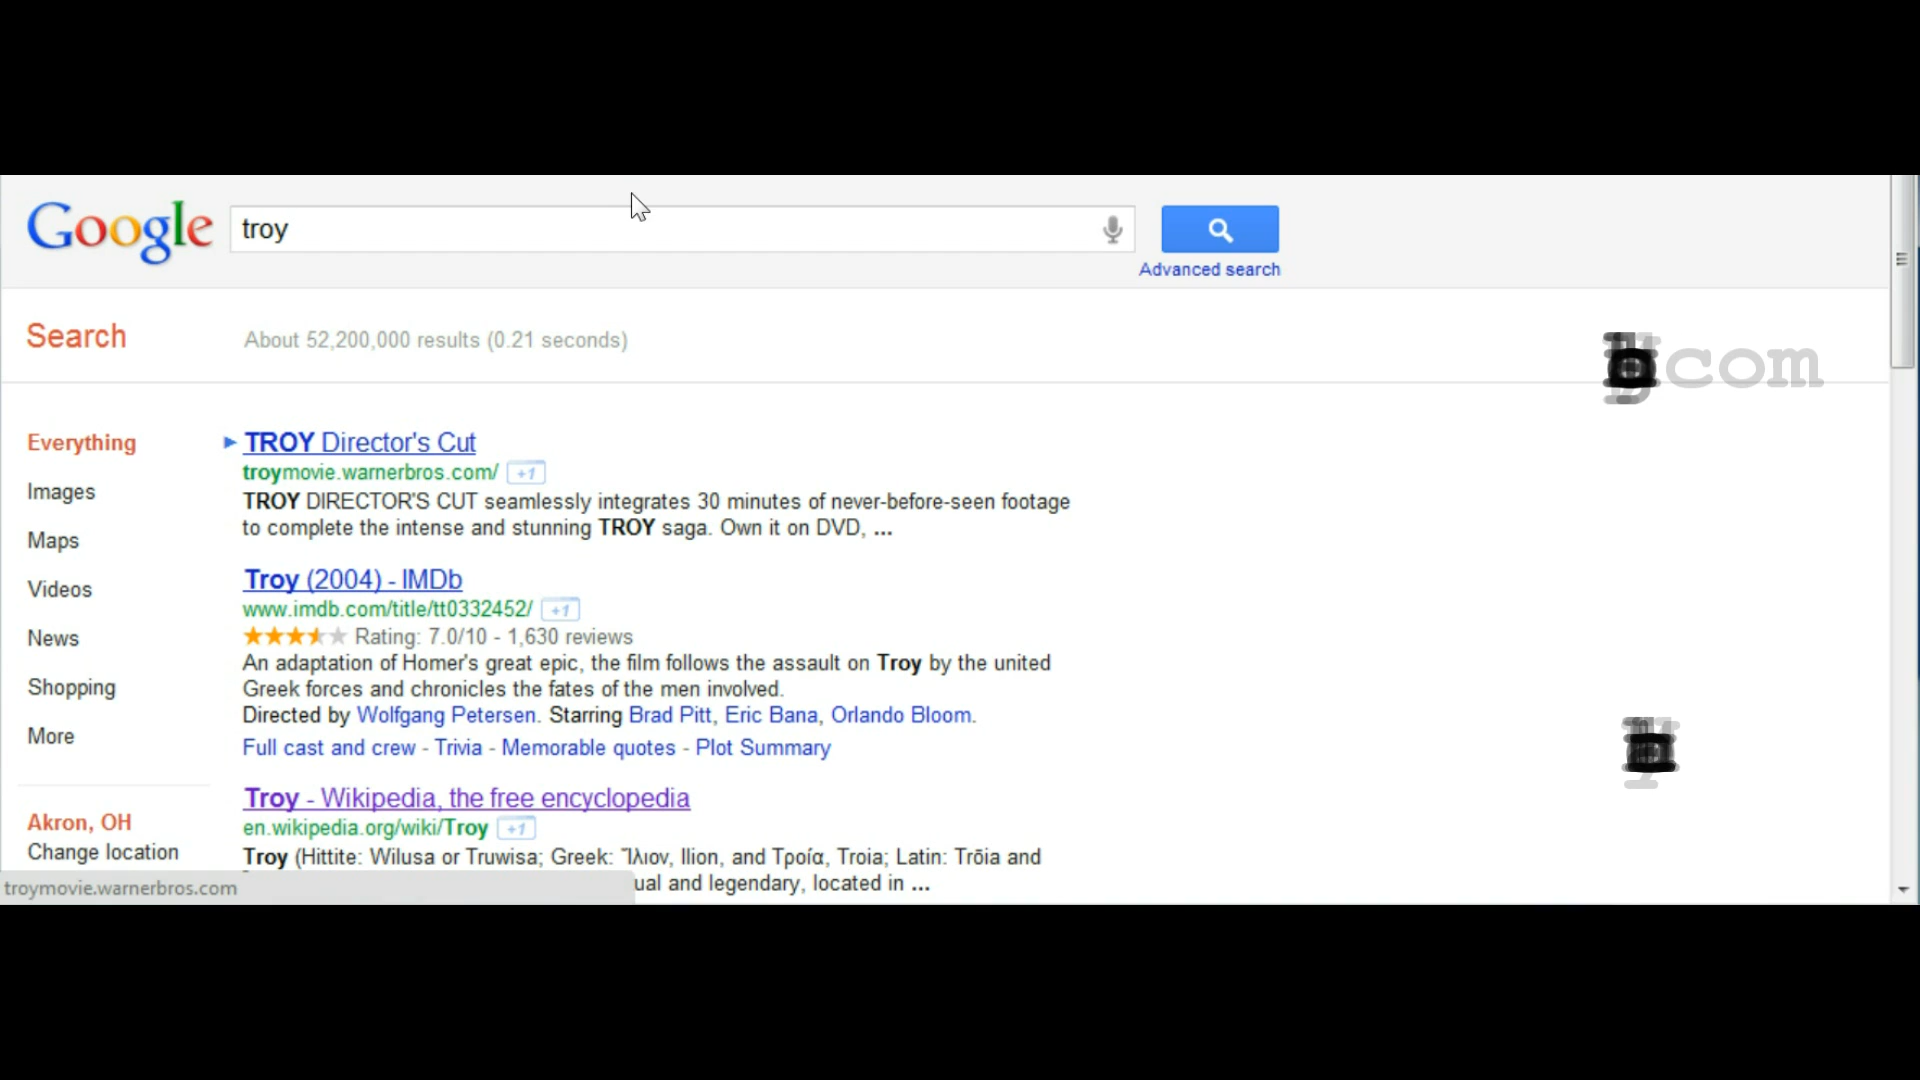 Google
troy
Advanced search
Search
About 52,200,000 results (0.21 seconds)
com
Everything
Images
Maps
Videos
News
Shopping
More
Akron, OH
Change location
TROY Director's Cut
troymovie.warnerbros.com/ +1
TROY DIRECTOR'S CUT seamlessly integrates 30 minutes of never-before-seen footage
to complete the intense and stunning TROY saga. Own it on DVD, ...
Troy (2004) - IMDb
www.imdb.com/title/tt0332452/ +1
Rating: 7.0/10 - 1,630 reviews
An adaptation of Homer's great epic, the film follows the assault on Troy by the united
Greek forces and chronicles the fates of the men involved.
Directed by Wolfgang Petersen. Starring Brad Pitt, Eric Bana, Orlando Bloom.
Full cast and crew - Trivia - Memorable quotes - Plot Summary
Troy - Wikipedia, the free encyclopedia
en.wikipedia.org/wiki/Troy +1
Troy (Hittite: Wilusa or Truwisa; Greek: Ἴλιον, Ilion, and Τροία, Troia; Latin: Trōia and
ual and legendary, located in ...
troymovie.warnerbros.com